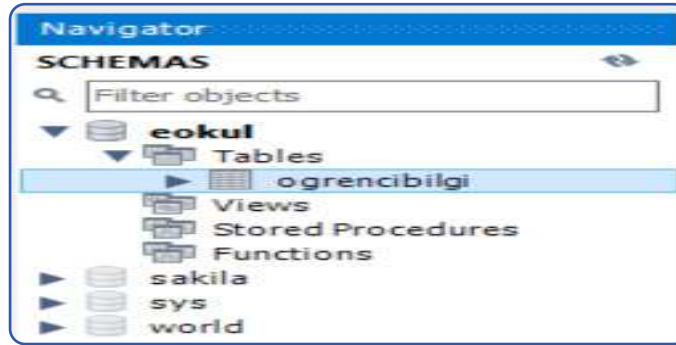 Navigator
SCHEMAS
Filter objects
eokul
Tables
ogrencibilgi
Views
Stored Procedures
Functions
sakila
sys
world